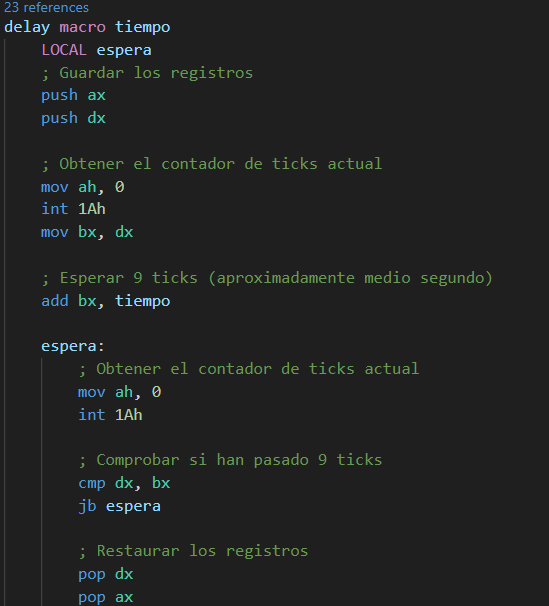 23 references
delay macro tiempo
LOCAL espera
; Guardar los registros
push ax
push dx
; Obtener el contador de ticks actual
mov ah, 0
int 1Ah
mov bx, dx
; Esperar 9 ticks (aproximadamente medio segundo)
add bx, tiempo
espera:
; Obtener el contador de ticks actual
mov ah, 0
int 1Ah
; Comprobar si han pasado 9 ticks
cmp dx, bx
jb espera
; Restaurar los registros
pop dx
pop ax